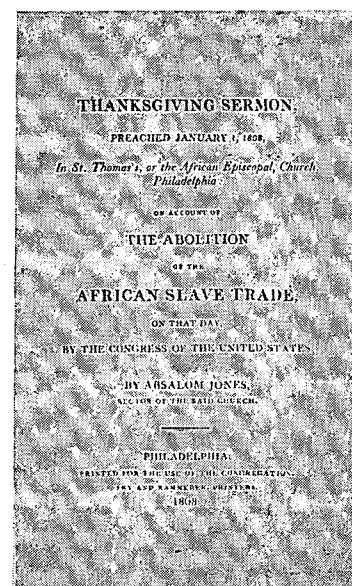 THANKSGIVING SERMON,
PREACHED JANUARY 1, 1808,
In St. Thomas's, or the African Episcopal, Church,
Philadelphia:
ON ACCOUNT OF
THE ABOLITION
OF THE
AFRICAN SLAVE TRADE,
ON THAT DAY,
BY THE CONGRESS OF THE UNITED STATES.
BY ABSALOM JONES,
RECTOR OF THE SAID CHURCH.
PHILADELPHIA:
PRINTED FOR THE USE OF THE CONGREGATION.
FRY AND KAMMERER, PRINTERS.
1808